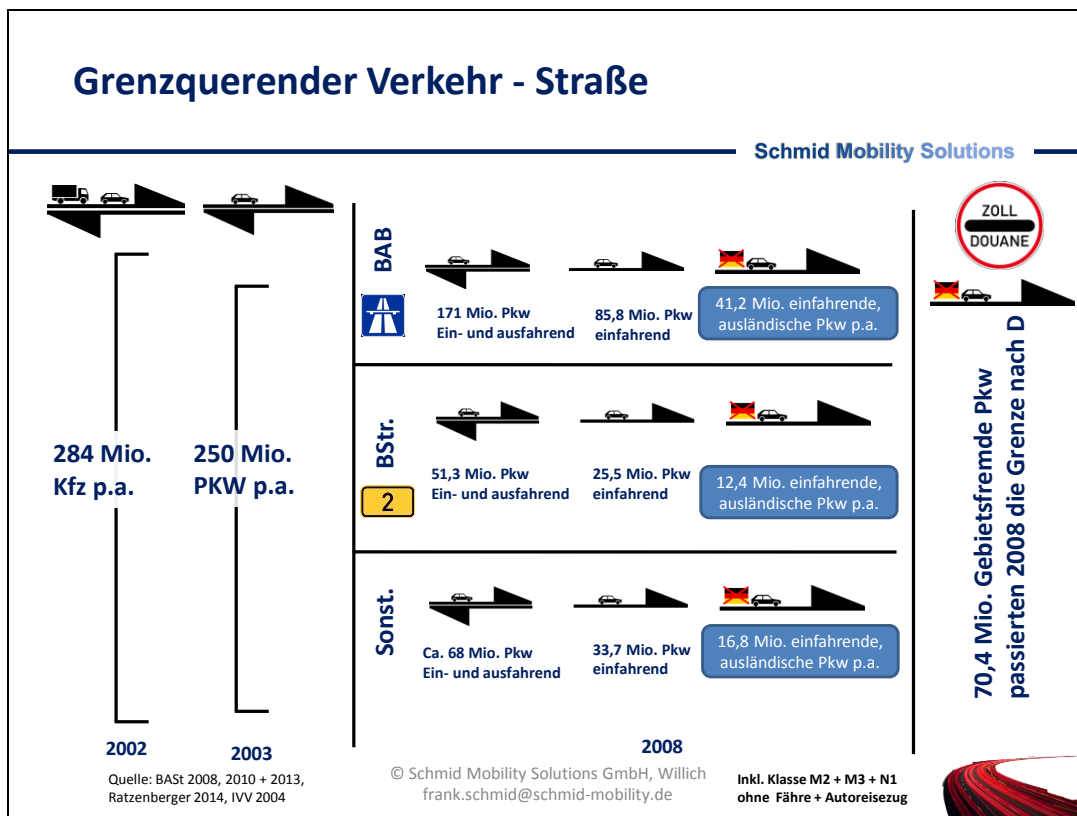 Grenzquerender Verkehr - Straße
Schmid Mobility Solutions
284 Mio.
Kfz p.a.
2002
250 Mio.
PKW p.a.
2003
BAB
171 Mio. Pkw
Ein- und ausfahrend
85,8 Mio. Pkw
einfahrend
41,2 Mio. einfahrende,
ausländische Pkw p.a.
BStr.
2
51,3 Mio. Pkw
Ein- und ausfahrend
25,5 Mio. Pkw
einfahrend
12,4 Mio. einfahrende,
ausländische Pkw p.a.
Sonst.
Ca. 68 Mio. Pkw
Ein- und ausfahrend
33,7 Mio. Pkw
einfahrend
16,8 Mio. einfahrende,
ausländische Pkw p.a.
2008
ZOLL
DOUANE
70,4 Mio. Gebietsfremde Pkw
passierten 2008 die Grenze nach D
Quelle: BASt 2008, 2010 + 2013,
Ratzenberger 2014, IVV 2004
© Schmid Mobility Solutions GmbH, Willich
frank.schmid@schmid-mobility.de
Inkl. Klasse M2 + M3 + N1
ohne Fähre + Autoreisezug